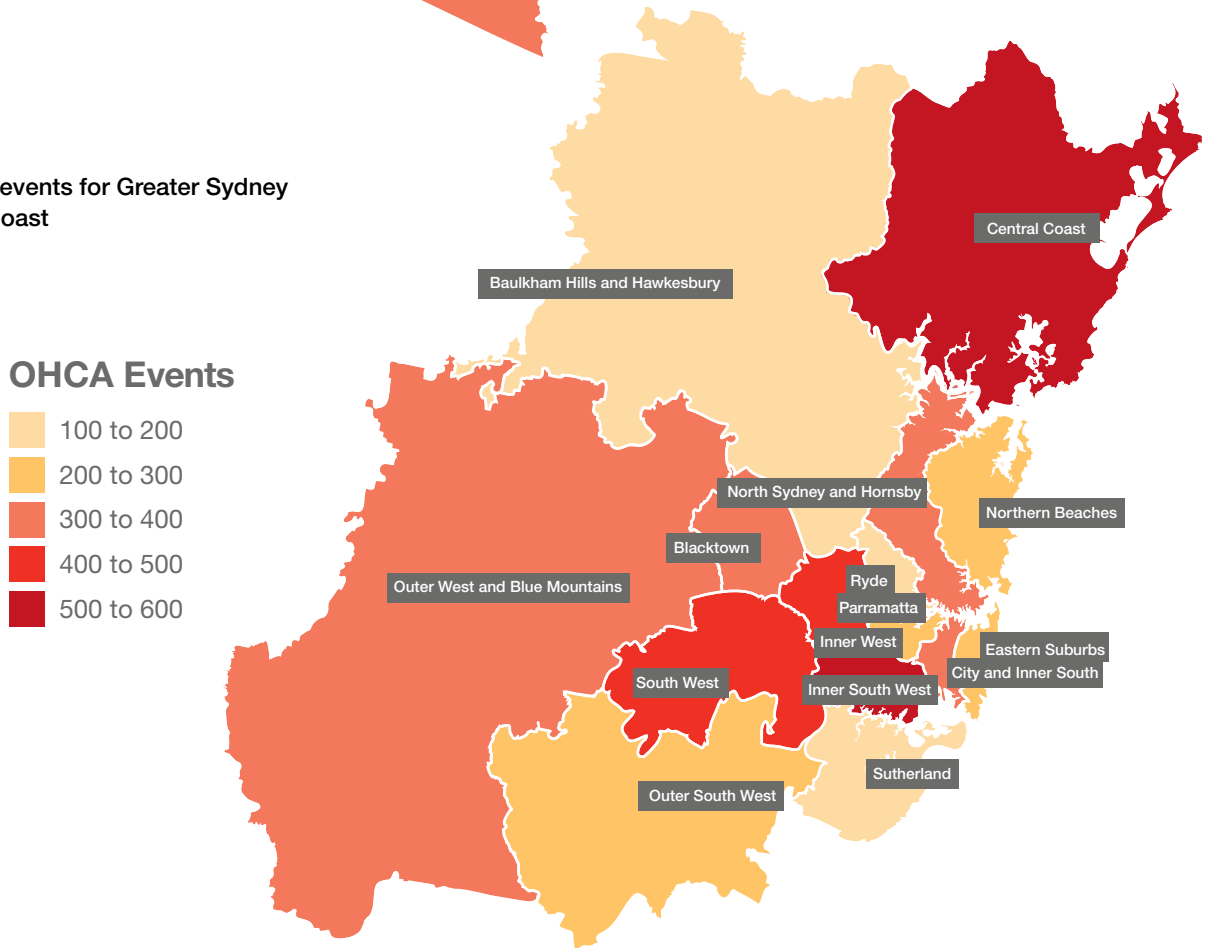 events for Greater Sydney
oast
OHCA Events
100 to 200
200 to 300
300 to 400
400 to 500
500 to 600
Central Coast
Baulkham Hills and Hawkesbury
North Sydney and Hornsby
Northern Beaches
Blacktown
Ryde
Outer West and Blue Mountains
Parramatta
Inner West
Eastern Suburbs
City and Inner South
South West
Inner South West
Sutherland
Outer South West